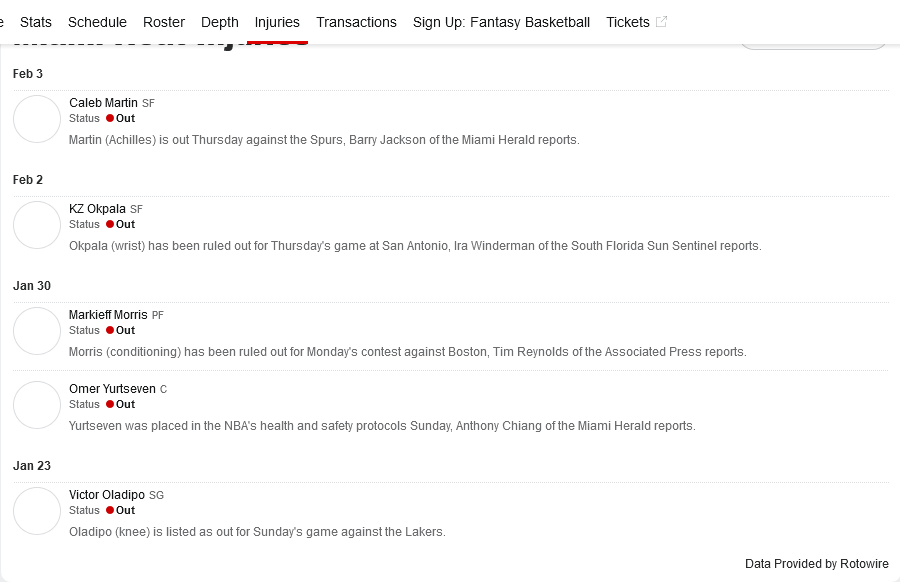 Stats Schedule Roster Depth Injuries Transactions Sign Up: Fantasy Basketball Tickets
Feb 3
Caleb Martin SF
Status Out
Martin (Achilles) is out Thursday against the Spurs, Barry Jackson of the Miami Herald reports.
Feb 2
KZ Okpala SF
Status Out
Okpala (wrist) has been ruled out for Thursday's game at San Antonio, Ira Winderman of the South Florida Sun Sentinel reports.
Jan 30
Markieff Morris PF
Status Out
Morris (conditioning) has been ruled out for Monday's contest against Boston, Tim Reynolds of the Associated Press reports.
Omer Yurtseven C
Status Out
Yurtseven was placed in the NBA's health and safety protocols Sunday, Anthony Chiang of the Miami Herald reports.
Jan 23
Victor Oladipo SG
Status Out
Oladipo (knee) is listed as out for Sunday's game against the Lakers.
Data Provided by Rotowire